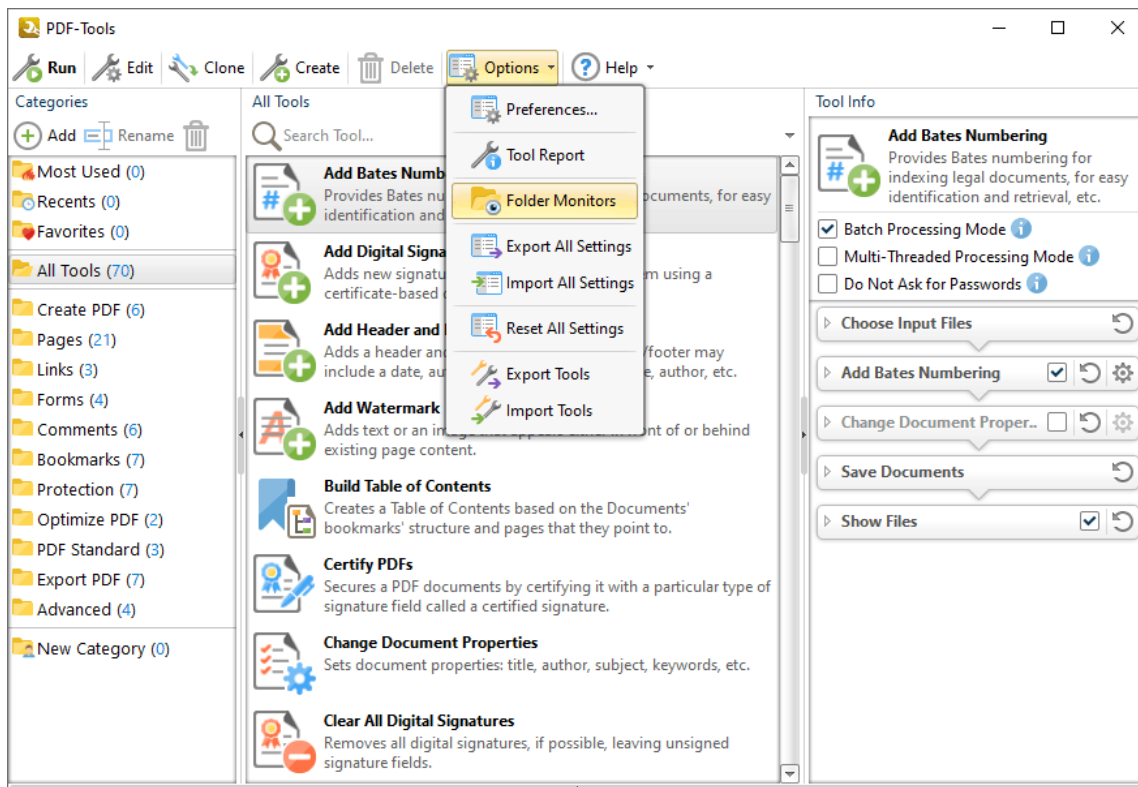 PDF-Tools
Run Edit Clone Create Delete Options Help
Categories
Add Rename
Most Used (0)
Recents (0)
Favorites (0)
All Tools (70)
Create PDF (6)
Pages (21)
Links (3)
Forms (4)
Comments (6)
Bookmarks (7)
Protection (7)
Optimize PDF (2)
PDF Standard (3)
Export PDF (7)
Advanced (4)
New Category (0)
All Tools
Search Tool...
Add Bates Numb
Provides Bates nu ocuments, for easy
identification and
Add Digital Signa
Adds new signatu m using a
certificate-based
Add Header and
Adds a header and /footer may
include a date, au e, author, etc.
Add Watermark
Adds text or an im nt of or behind
existing page content.
Build Table of Contents
Creates a Table of Contents based on the Documents'
bookmarks' structure and pages that they point to.
Certify PDFs
Secures a PDF documents by certifying it with a particular type of
signature field called a certified signature.
Change Document Properties
Sets document properties: title, author, subject, keywords, etc.
Clear All Digital Signatures
Removes all digital signatures, if possible, leaving unsigned
signature fields.
Preferences...
Tool Report
Folder Monitors
Export All Settings
Import All Settings
Reset All Settings
Export Tools
Import Tools
Tool Info
Add Bates Numbering
Provides Bates numbering for
indexing legal documents, for easy
identification and retrieval, etc.
Batch Processing Mode
Multi-Threaded Processing Mode
Do Not Ask for Passwords
Choose Input Files
Add Bates Numbering
Change Document Proper..
Save Documents
Show Files